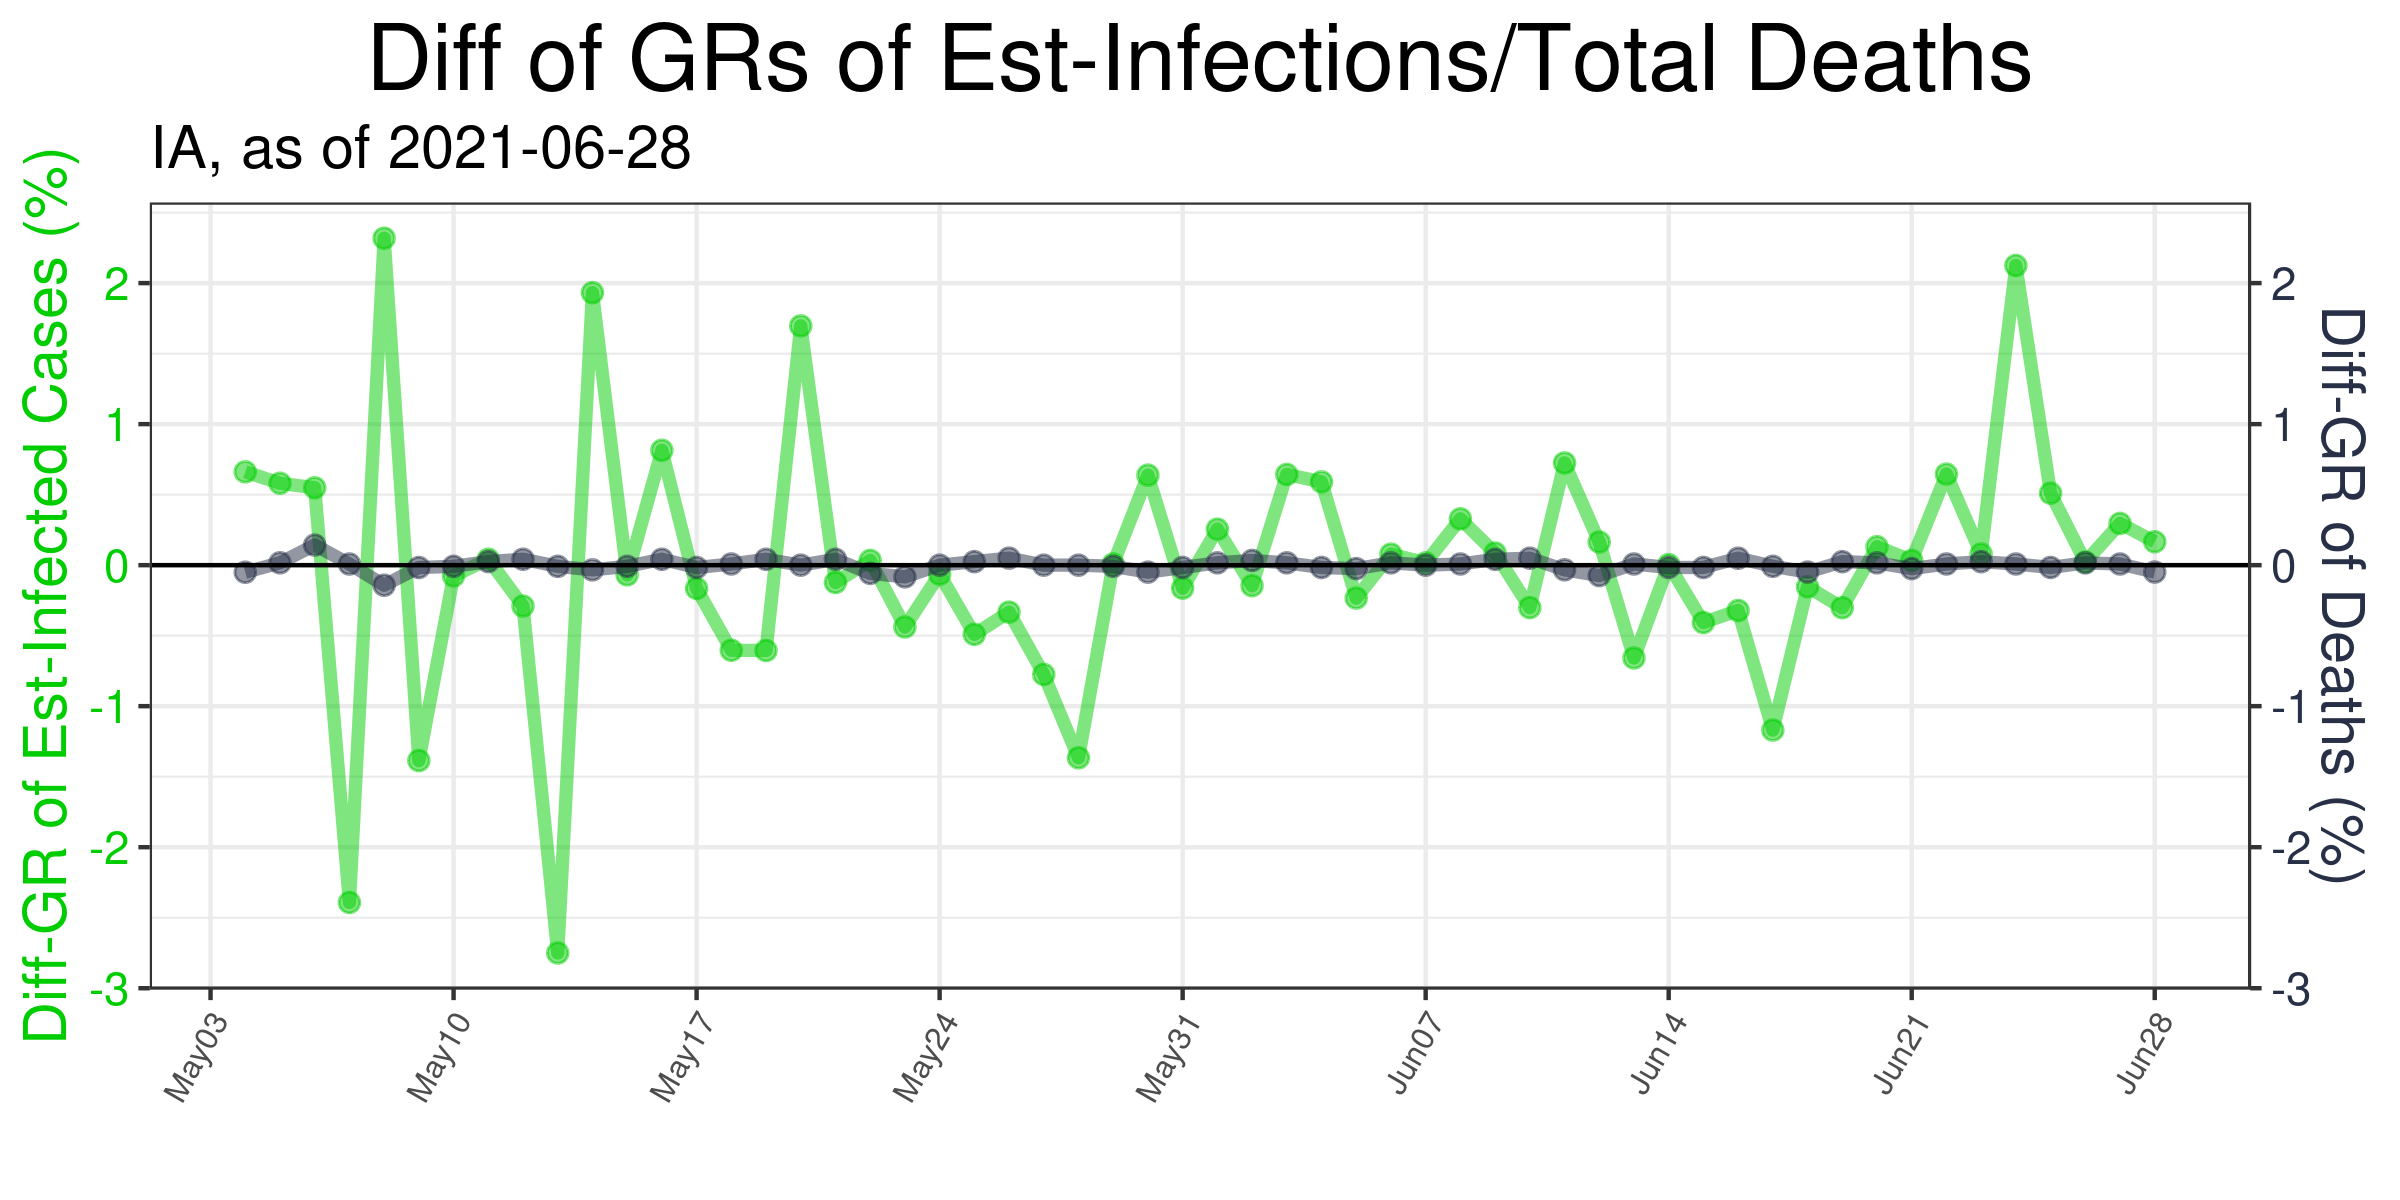 Diff of GRs of Est-Infections/Total Deaths
IA, as of 2021-06-28
Diff-GR of Est-Infected Cases (%)
2
1
0
-1
-2
-3
2
1
0
-1
-2
-3
Diff-GR of Deaths (%)
May03
May10
May17
May24
May31
Jun07
Jun14
Jun21
Jun28